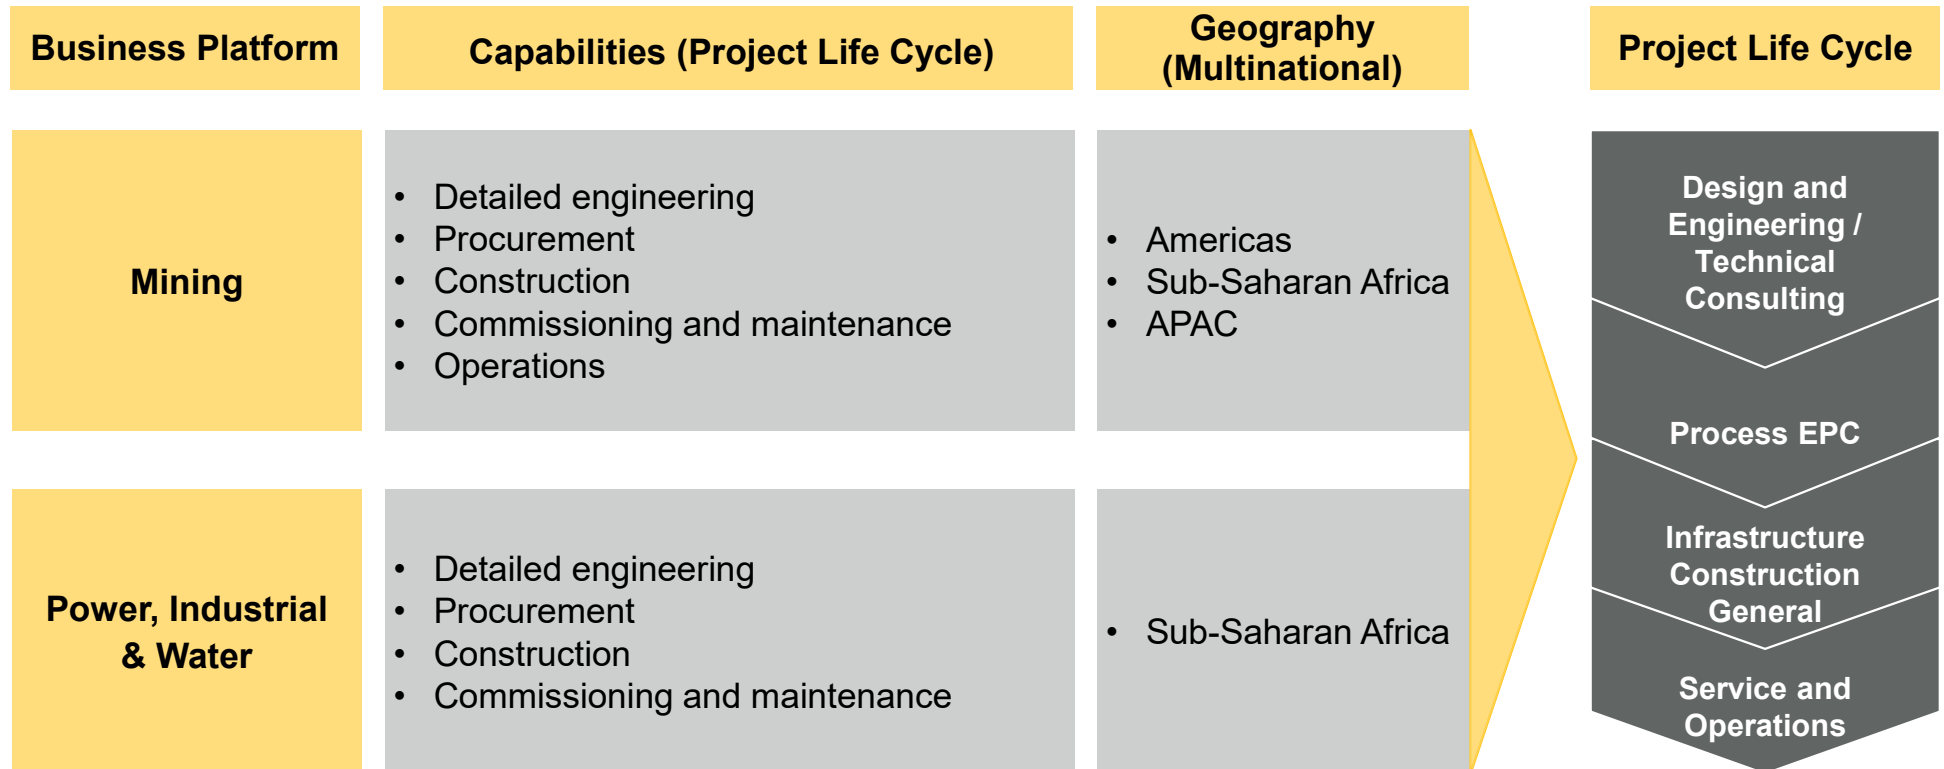 Business Platform
Capabilities (Project Life Cycle)
Geography
(Multinational)
Project Life Cycle
Mining
• Detailed engineering
• Procurement
• Construction
• Commissioning and maintenance
• Operations
• Americas
• Sub-Saharan Africa
• APAC
Power, Industrial
& Water
• Detailed engineering
• Procurement
• Construction
• Commissioning and maintenance
• Sub-Saharan Africa
Design and
Engineering /
Technical
Consulting
Process EPC
Infrastructure
Construction
General
Service and
Operations